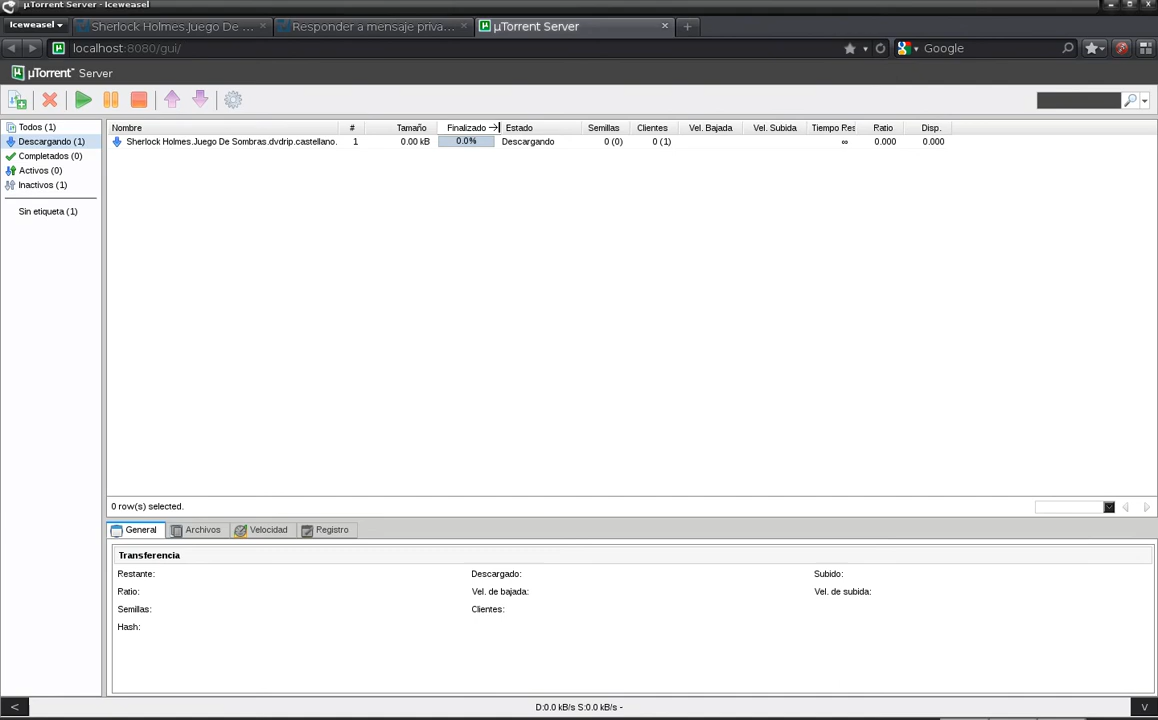 µTorrent Server - Iceweasel
Iceweasel
Sherlock Holmes.Juego De ...
Responder a mensaje priva...
µTorrent Server
localhost:8080/gui/
Google
µTorrent Server
Todos (1)
Descargando (1)
Completados (0)
Activos (0)
Inactivos (1)
Sin etiqueta (1)
Nombre # Tamaño Finalizado Estado Semillas Clientes Vel. Bajada Vel. Subida Tiempo Res Ratio Disp.
Sherlock Holmes.Juego De Sombras.dvdrip.castellano. 1 0.00 kB 0.0% Descargando 0 (0) 0 (1) ∞ 0.000 0.000
0 row(s) selected.
General Archivos Velocidad Registro
Transferencia
Restante: Descargado: Subido:
Ratio: Vel. de bajada: Vel. de subida:
Semillas: Clientes:
Hash:
< D:0.0 kB/s S:0.0 kB/s - V